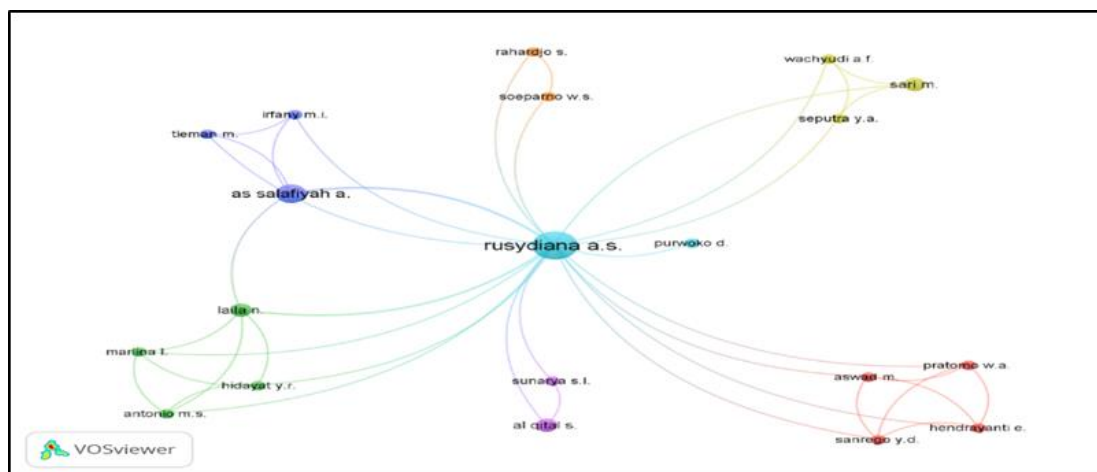 rahardjo s.
wachyudi a.f.
sari m.
soeparno w.s.
irfany m.i.
seputra y.a.
tieman m.
as salafiyah a.
rusydiana a.s.
purwoko d.
laila n.
marlina l.
pratomo w.a.
aswad m.
sunarya s.l.
hidayat y.r.
antonio m.s.
al qital s.
hendrayanti e.
sanrego y.d.
VOSviewer